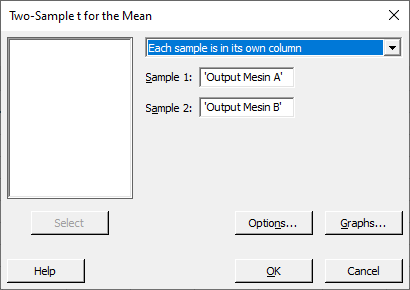 Two-Sample t for the Mean
Each sample is in its own column
Sample 1: 'Output Mesin A'
Sample 2: 'Output Mesin B'
Select
Options... Graphs...
Help OK Cancel